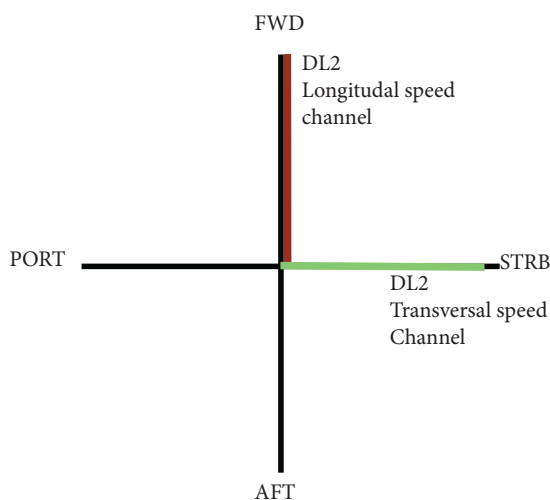 FWD
DL2
Longitudal speed
channel
PORT
STRB
DL2
Transversal speed
Channel
AFT